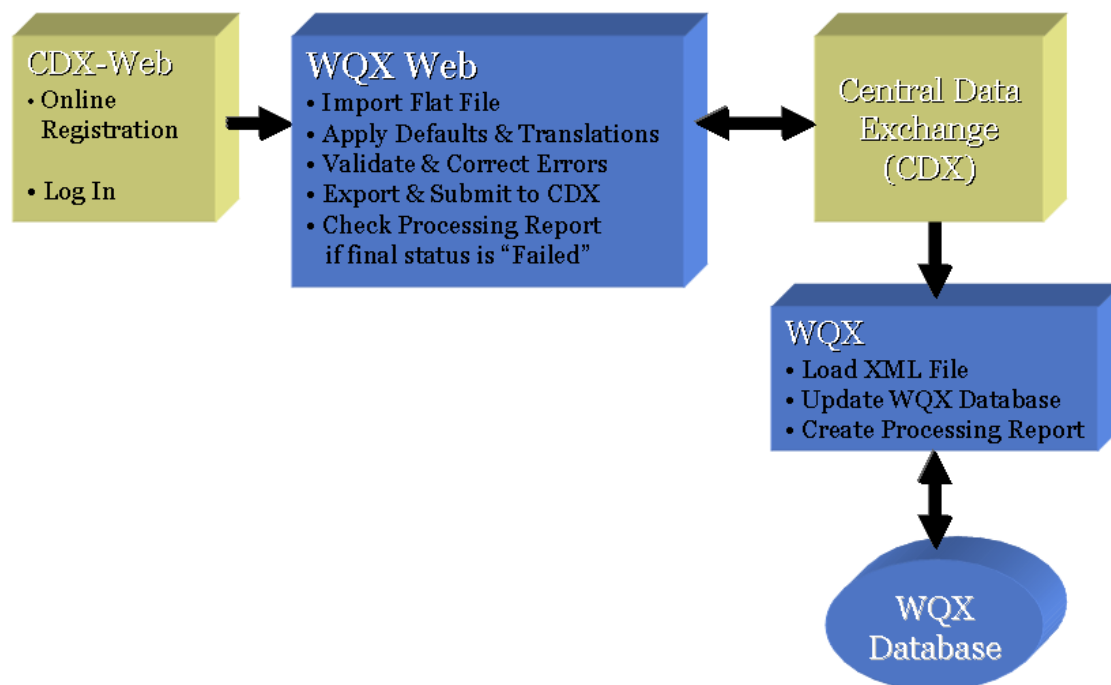 CDX-Web
• Online
Registration
• Log In
WQX Web
• Import Flat File
• Apply Defaults & Translations
• Validate & Correct Errors
• Export & Submit to CDX
• Check Processing Report
if final status is “Failed”
Central Data
Exchange
(CDX)
WQX
• Load XML File
• Update WQX Database
• Create Processing Report
WQX
Database